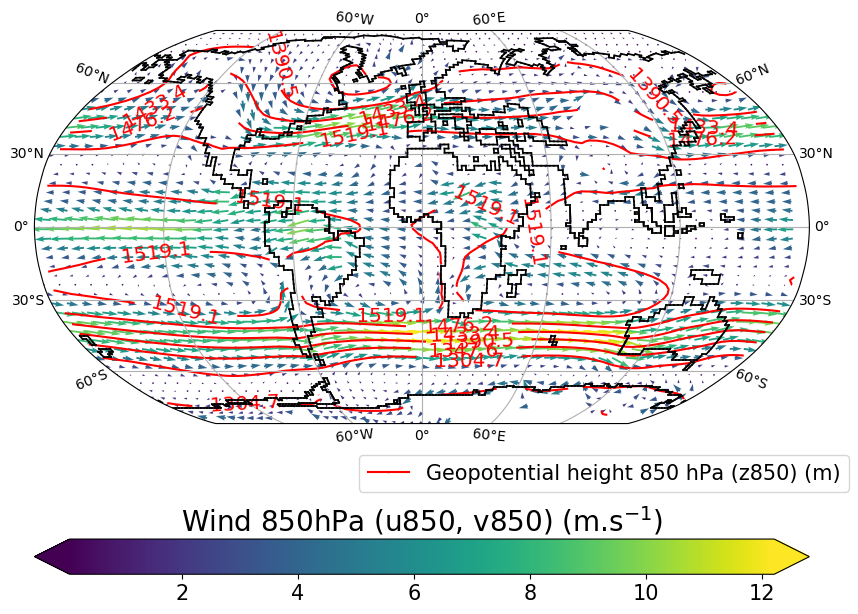 60°W 0° 60°E
60°N 60°N
1390.5 1390.5
1433.4 1433.4 1433.4
1476.2 1476.2 1476.2
1519.1
30°N 30°N
1519.1 1519.1 1519.1
0° 0°
1519.1
30°S 30°S
1519.1 1519.1
1476.2
1433.4
1390.5
1347.6
1304.7
60°S 60°S
1304.7
60°W 0° 60°E
Geopotential height 850 hPa (z850) (m)
Wind 850hPa (u850, v850) (m.s⁻¹)
2 4 6 8 10 12